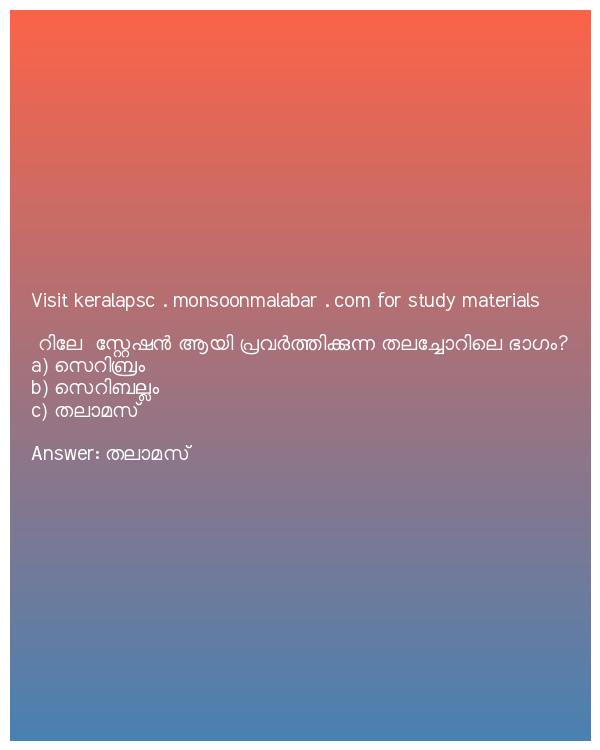 Visit keralapsc . monsoonmalabar . com for study materials
റിലേ സ്റ്റേഷൻ ആയി പ്രവർത്തിക്കുന്ന തലച്ചോറിലെ ഭാഗം?
a) സെറിബ്രം
b) സെറിബല്ലം
c) തലാമസ്
Answer: തലാമസ്